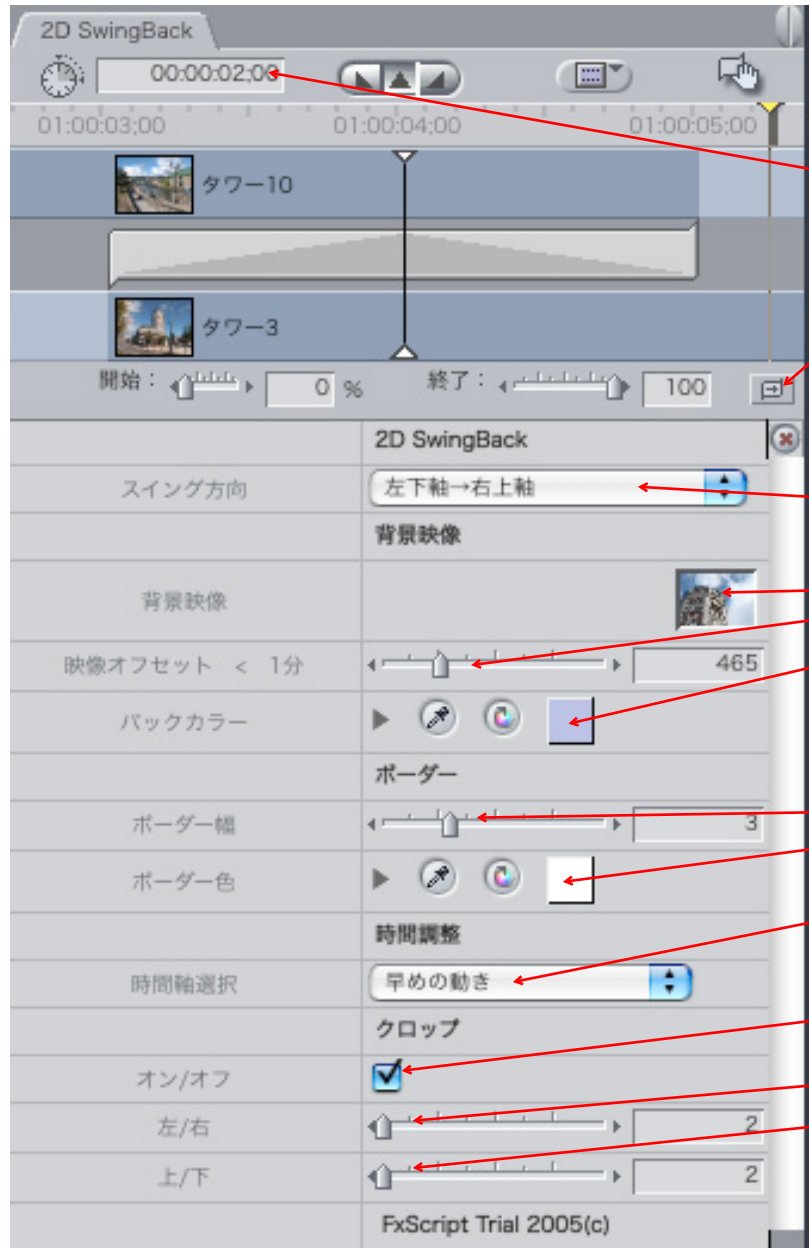 2D SwingBack
00:00:02;00
01:00:03;00 01:00:04;00 01:00:05;00
タワー10
タワー3
開始： 0 % 終了： 100
2D SwingBack
スイング方向 左下軸→右上軸
背景映像
背景映像
映像オフセット < 1分 465
バックカラー
ボーダー
ボーダー幅 3
ボーダー色
時間調整
時間軸選択 早めの動き
クロップ
オン/オフ
左/右 2
上/下 2
FxScript Trial 2005(c)